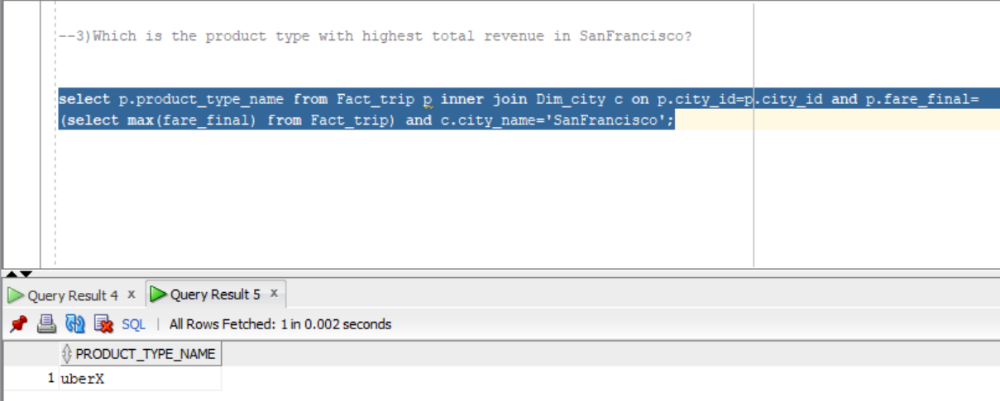 --3)Which is the product type with highest total revenue in SanFrancisco?
select p.product_type_name from Fact_trip p inner join Dim_city c on p.city_id=p.city_id and p.fare_final=
(select max(fare_final) from Fact_trip) and c.city_name='SanFrancisco';
Query Result 4 x Query Result 5 x
SQL | All Rows Fetched: 1 in 0.002 seconds
PRODUCT_TYPE_NAME
1 uberX